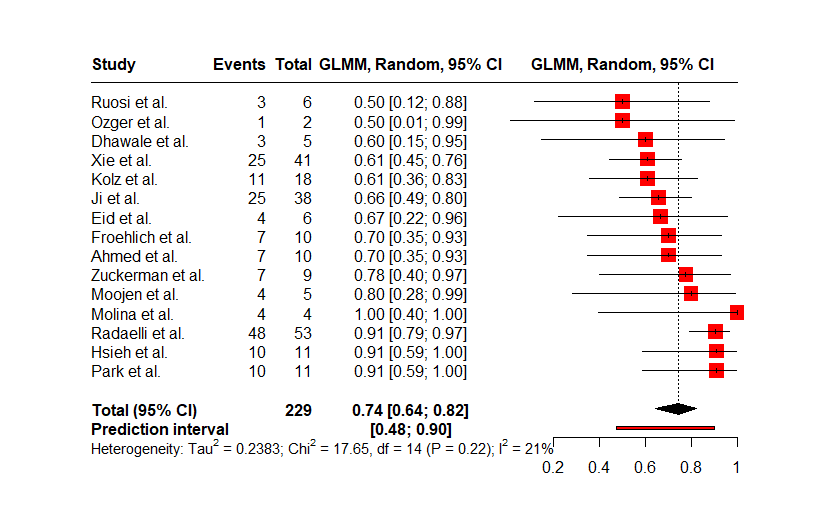 Study Events Total GLMM, Random, 95% CI GLMM, Random, 95% CI
Ruosi et al. 3 6 0.50 [0.12; 0.88]
Ozger et al. 1 2 0.50 [0.01; 0.99]
Dhawale et al. 3 5 0.60 [0.15; 0.95]
Xie et al. 25 41 0.61 [0.45; 0.76]
Kolz et al. 11 18 0.61 [0.36; 0.83]
Ji et al. 25 38 0.66 [0.49; 0.80]
Eid et al. 4 6 0.67 [0.22; 0.96]
Froehlich et al. 7 10 0.70 [0.35; 0.93]
Ahmed et al. 7 10 0.70 [0.35; 0.93]
Zuckerman et al. 7 9 0.78 [0.40; 0.97]
Moojen et al. 4 5 0.80 [0.28; 0.99]
Molina et al. 4 4 1.00 [0.40; 1.00]
Radaelli et al. 48 53 0.91 [0.79; 0.97]
Hsieh et al. 10 11 0.91 [0.59; 1.00]
Park et al. 10 11 0.91 [0.59; 1.00]
Total (95% CI) 229 0.74 [0.64; 0.82]
Prediction interval [0.48; 0.90]
Heterogeneity: Tau² = 0.2383; Chi² = 17.65, df = 14 (P = 0.22); I² = 21%
0.2 0.4 0.6 0.8 1